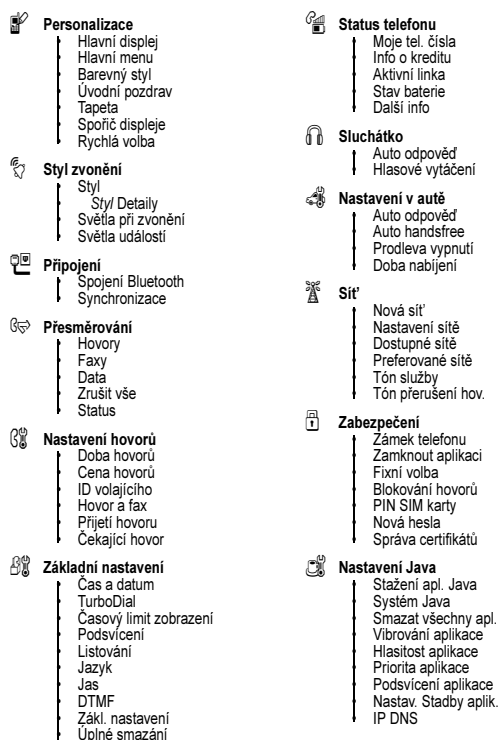 Personalizace
Hlavní displej
Hlavní menu
Barevný styl
Úvodní pozdrav
Tapeta
Spořič displeje
Rychlá volba
Styl zvonění
Styl
Styl Detaily
Světla při zvonění
Světla událostí
Připojení
Spojení Bluetooth
Synchronizace
Přesměrování
Hovory
Faxy
Data
Zrušit vše
Status
Nastavení hovorů
Doba hovorů
Cena hovorů
ID volajícího
Hovor a fax
Přijetí hovoru
Čekající hovor
Základní nastavení
Čas a datum
TurboDial
Časový limit zobrazení
Podsvícení
Listování
Jazyk
Jas
DTMF
Zákl. nastavení
Úplné smazání
Status telefonu
Moje tel. čísla
Info o kreditu
Aktivní linka
Stav baterie
Další info
Sluchátko
Auto odpověď
Hlasové vytáčení
Nastavení v autě
Auto odpověď
Auto handsfree
Prodleva vypnutí
Doba nabíjení
Síť
Nová síť
Nastavení sítě
Dostupné sítě
Preferované sítě
Tón služby
Tón přerušení hov.
Zabezpečení
Zámek telefonu
Zamknout aplikaci
Fixní volba
Blokování hovorů
PIN SIM karty
Nová hesla
Správa certifikátů
Nastavení Java
Stažení apl. Java
Systém Java
Smazat všechny apl.
Vibrování aplikace
Hlasitost aplikace
Priorita aplikace
Podsvícení aplikace
Nastav. Stadby aplik.
IP DNS